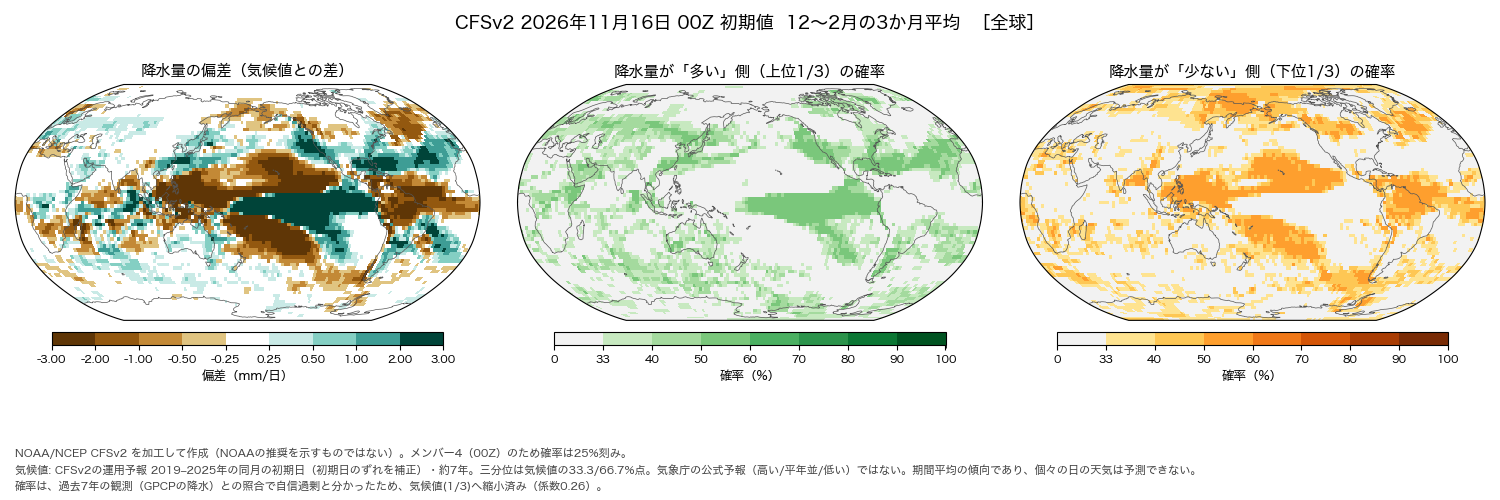 CFSv2 2026年11月16日 00Z 初期値 12～2月の3か月平均 ［全球］
降水量の偏差（気候値との差）
降水量が「多い」側（上位1/3）の確率
降水量が「少ない」側（下位1/3）の確率
-3.00 -2.00 -1.00 -0.50 -0.25 0.25 0.50 1.00 2.00 3.00
偏差（mm/日）
0 33 40 50 60 70 80 90 100
確率（%）
0 33 40 50 60 70 80 90 100
確率（%）
NOAA/NCEP CFSv2 を加工して作成（NOAAの推奨を示すものではない）。メンバー4（00Z）のため確率は25%刻み。
気候値: CFSv2の運用予報 2019–2025年の同月の初期日（初期日のずれを補正）・約7年。三分位は気候値の33.3/66.7%点。気象庁の公式予報（高い/平年並/低い）ではない。期間平均の傾向であり、個々の日の天気は予測できない。
確率は、過去7年の観測（GPCPの降水）との照合で自信過剰と分かったため、気候値(1/3)へ縮小済み（係数0.26）。